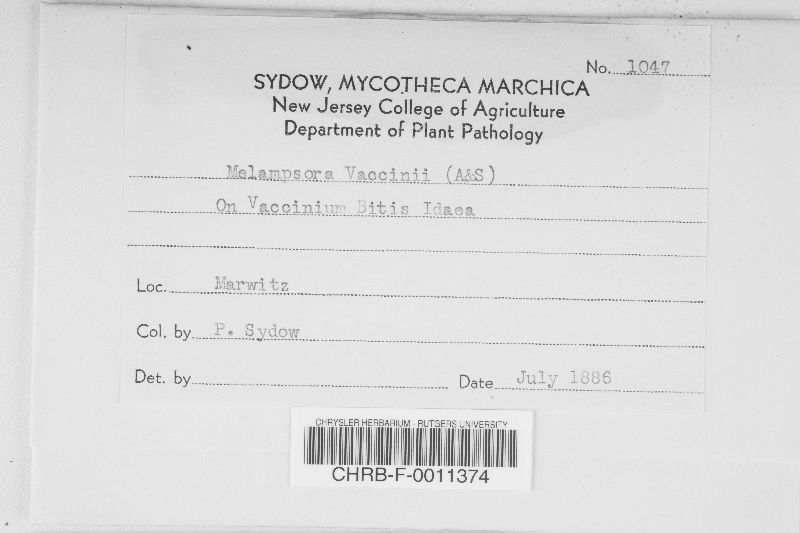 No. 1047
SYDOW, MYCOTHECA MARCHICA
New Jersey College of Agriculture
Department of Plant Pathology
Melampsora Vaccinii (A&S)
On Vaccinium Bitis Idaea
Loc. Marwitz
Col. by P. Sydow
Det. by Date July 1886
CHRYSLER HERBARIUM - RUTGERS UNIVERSITY
CHRB-F-0011374